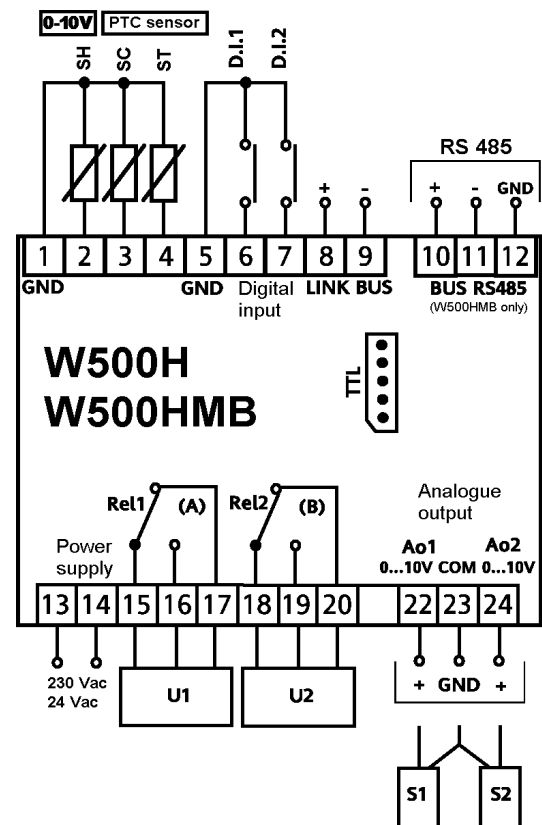 0-10V PTC sensor
SH SC ST D.I.1 D.I.2
RS 485
+ - + - GND
1 2 3 4 5 6 7 8 9 10 11 12
GND GND Digital input LINK BUS BUS RS485
(W500HMB only)
W500H
W500HMB
TTL
Rel1 (A) Rel2 (B)
Analogue
output
Power
supply
Ao1 Ao2
0...10V COM 0...10V
13 14 15 16 17 18 19 20 22 23 24
230 Vac
24 Vac
U1 U2
+ GND +
S1 S2